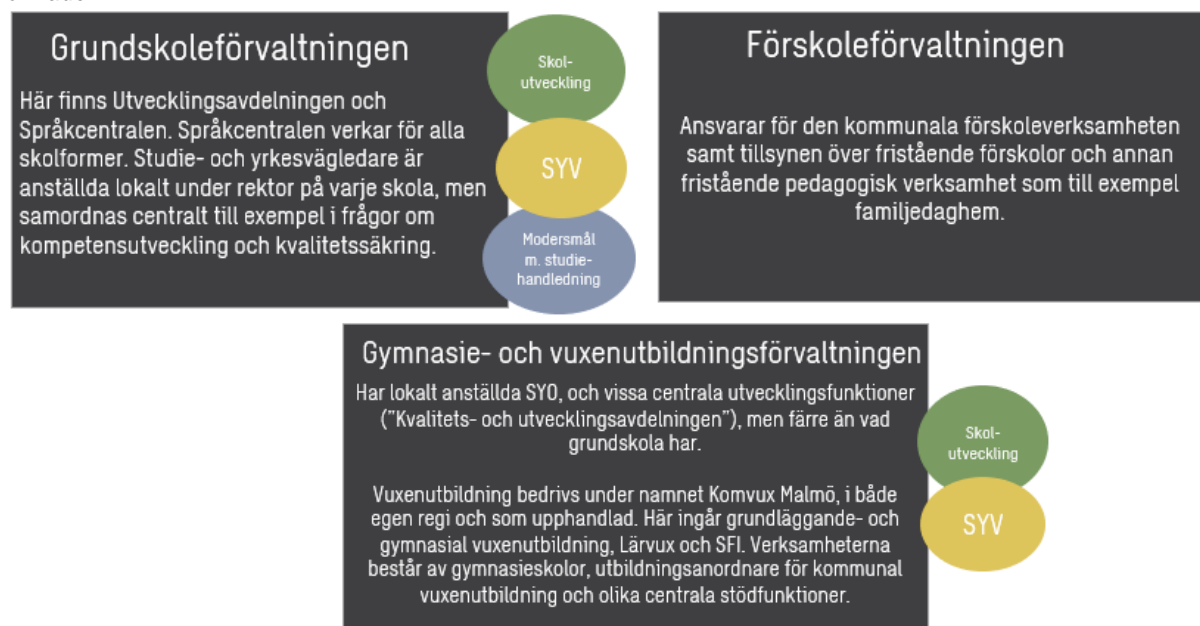 Grundskoleförvaltningen
Här finns Utvecklingsavdelningen och
Språkcentralen. Språkcentralen verkar för alla
skolformer. Studie- och yrkesvägledare är
anställda lokalt under rektor på varje skola, men
samordnas centralt till exempel i frågor om
kompetensutveckling och kvalitetssäkring.
Skol-
utveckling
SYV
Modersmål
m. studie-
handledning
Förskoleförvaltningen
Ansvarar för den kommunala förskoleverksamheten
samt tillsynen över fristående förskolor och annan
fristående pedagogisk verksamhet som till exempel
familjedaghem.
Gymnasie- och vuxenutbildningsförvaltningen
Har lokalt anställda SYO, och vissa centrala utvecklingsfunktioner
("Kvalitets- och utvecklingsavdelningen"), men färre än vad
grundskola har.
Vuxenutbildning bedrivs under namnet Komvux Malmö, i både
egen regi och som upphandlad. Här ingår grundläggande- och
gymnasial vuxenutbildning, Lärvux och SFI. Verksamheterna
består av gymnasieskolor, utbildningsanordnare för kommunal
vuxenutbildning och olika centrala stödfunktioner.
Skol-
utveckling
SYV